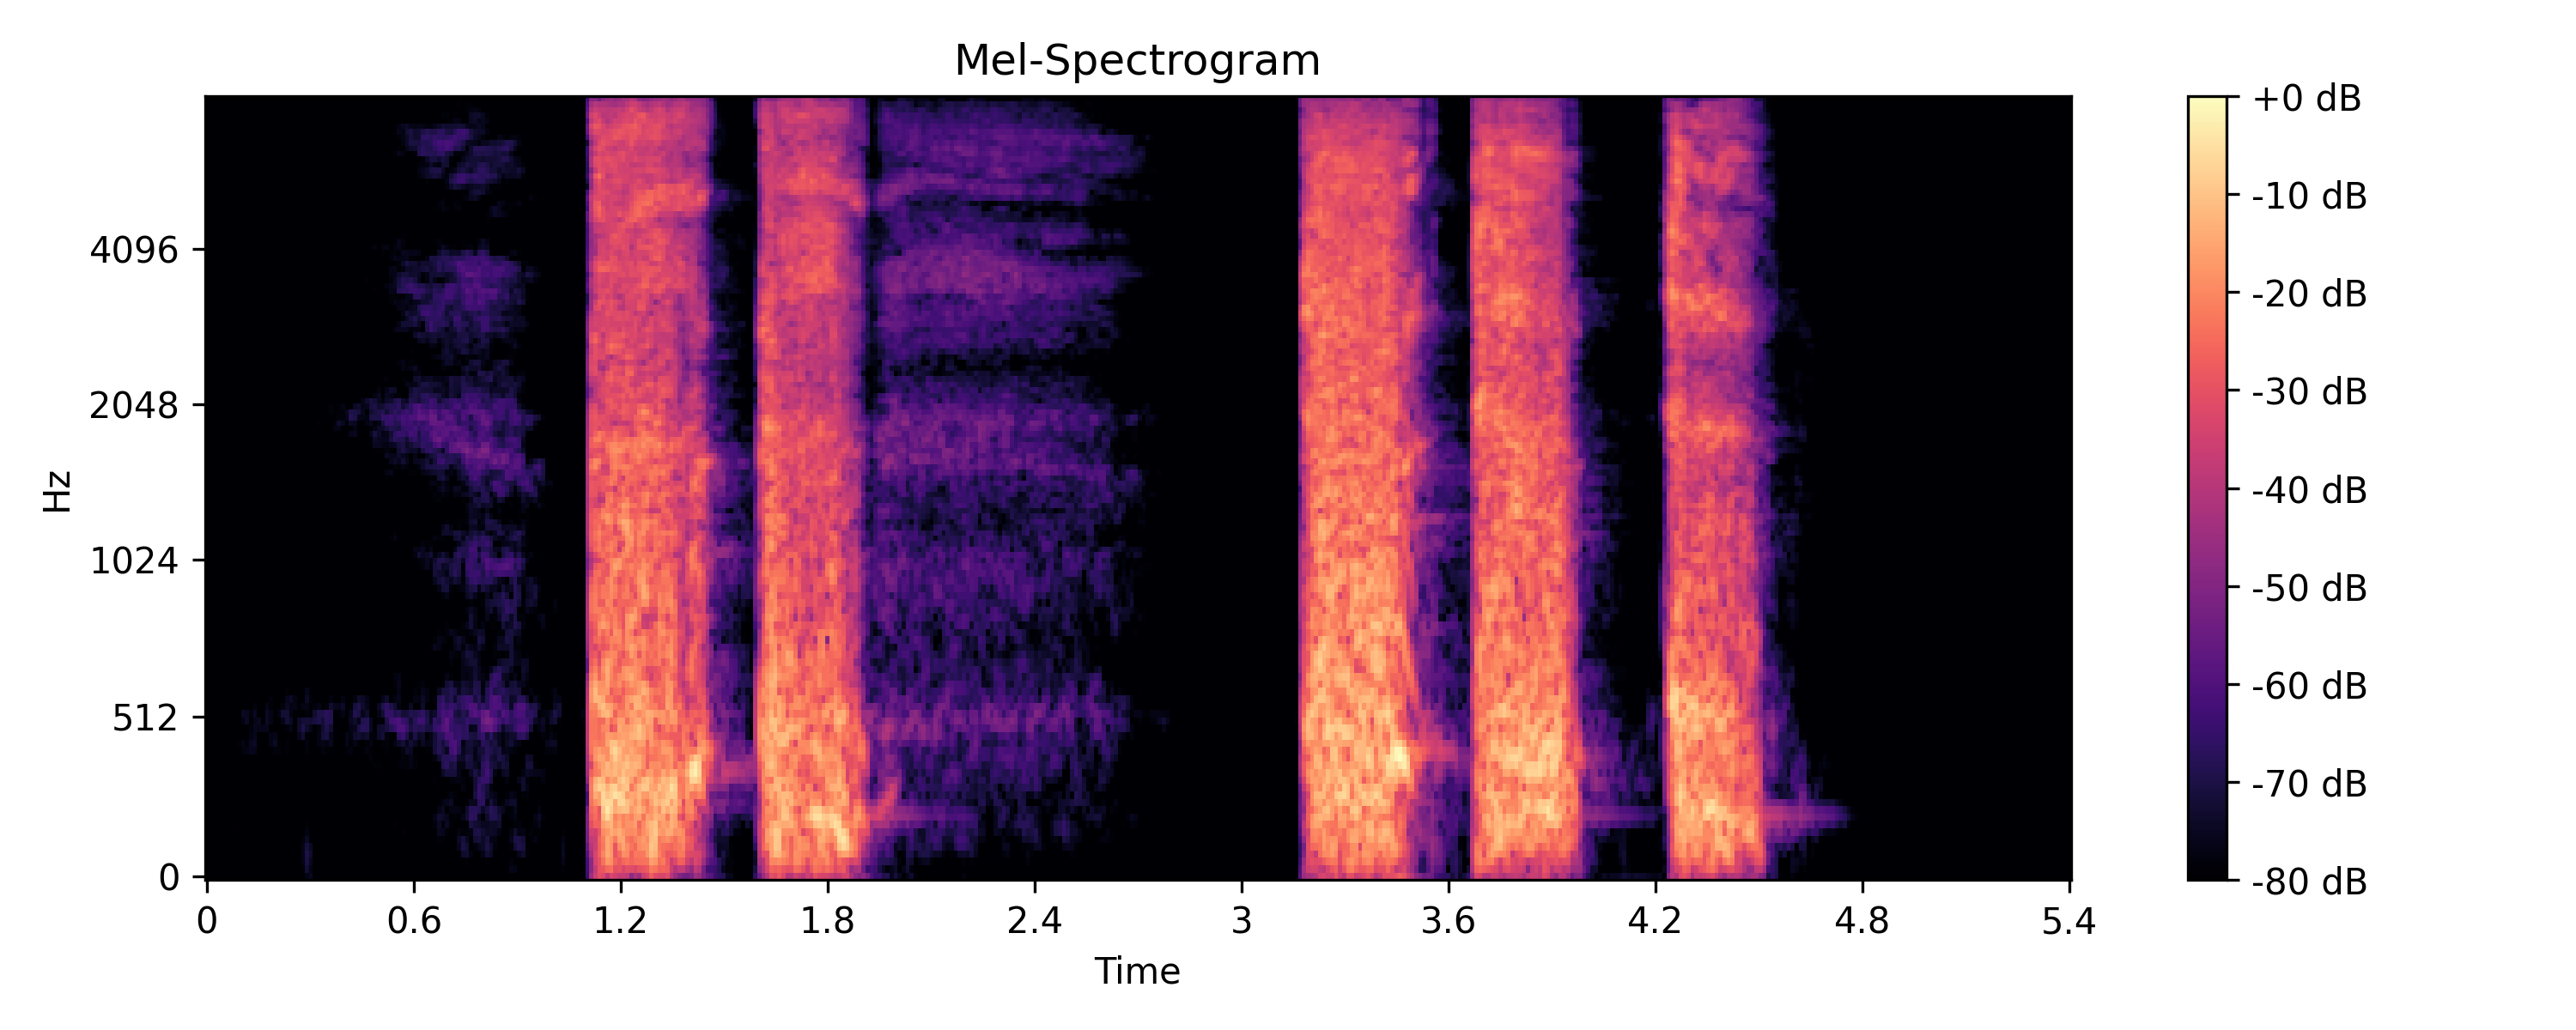 Mel-Spectrogram
+0 dB
-10 dB
4096
-20 dB
-30 dB
2048
-40 dB
Hz
1024
-50 dB
-60 dB
512
-70 dB
0
-80 dB
0 0.6 1.2 1.8 2.4 3 3.6 4.2 4.8 5.4
Time